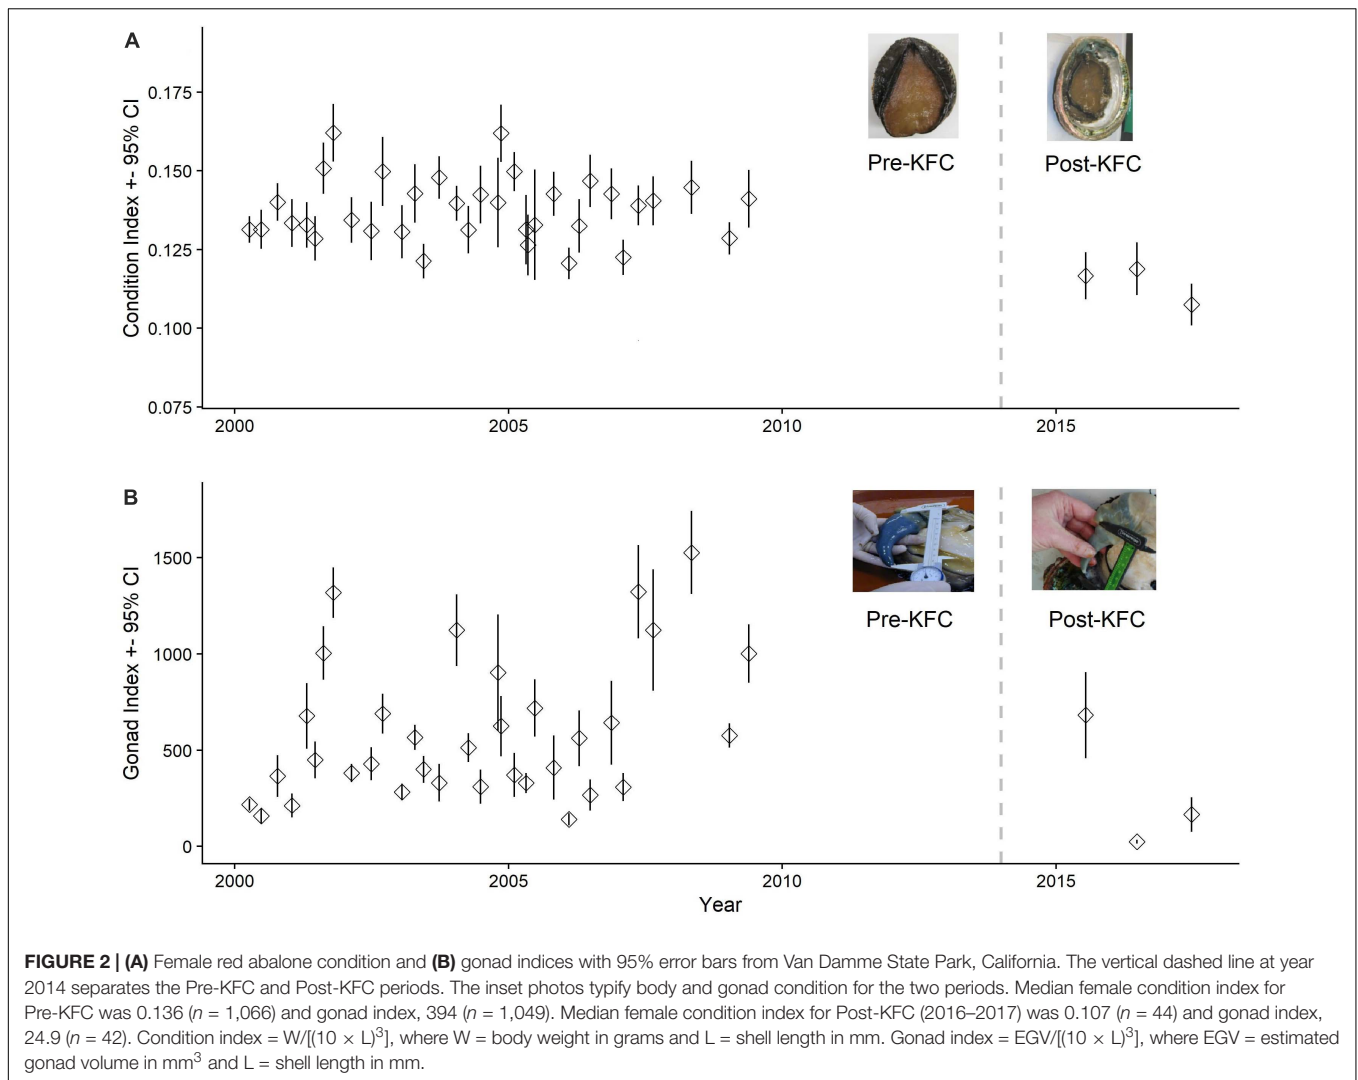 A
Condition Index +- 95% CI
0.175
0.150
0.125
0.100
0.075
2000
2005
2010
2015
Pre-KFC
Post-KFC
B
Gonad Index +- 95% CI
1500
1000
500
0
2000
2005
2010
2015
Pre-KFC
Post-KFC
Year
FIGURE 2 | (A) Female red abalone condition and (B) gonad indices with 95% error bars from Van Damme State Park, California. The vertical dashed line at year
2014 separates the Pre-KFC and Post-KFC periods. The inset photos typify body and gonad condition for the two periods. Median female condition index for
Pre-KFC was 0.136 (n = 1,066) and gonad index, 394 (n = 1,049). Median female condition index for Post-KFC (2016–2017) was 0.107 (n = 44) and gonad index,
24.9 (n = 42). Condition index = W/[(10 × L)³], where W = body weight in grams and L = shell length in mm. Gonad index = EGV/[(10 × L)³], where EGV = estimated
gonad volume in mm³ and L = shell length in mm.